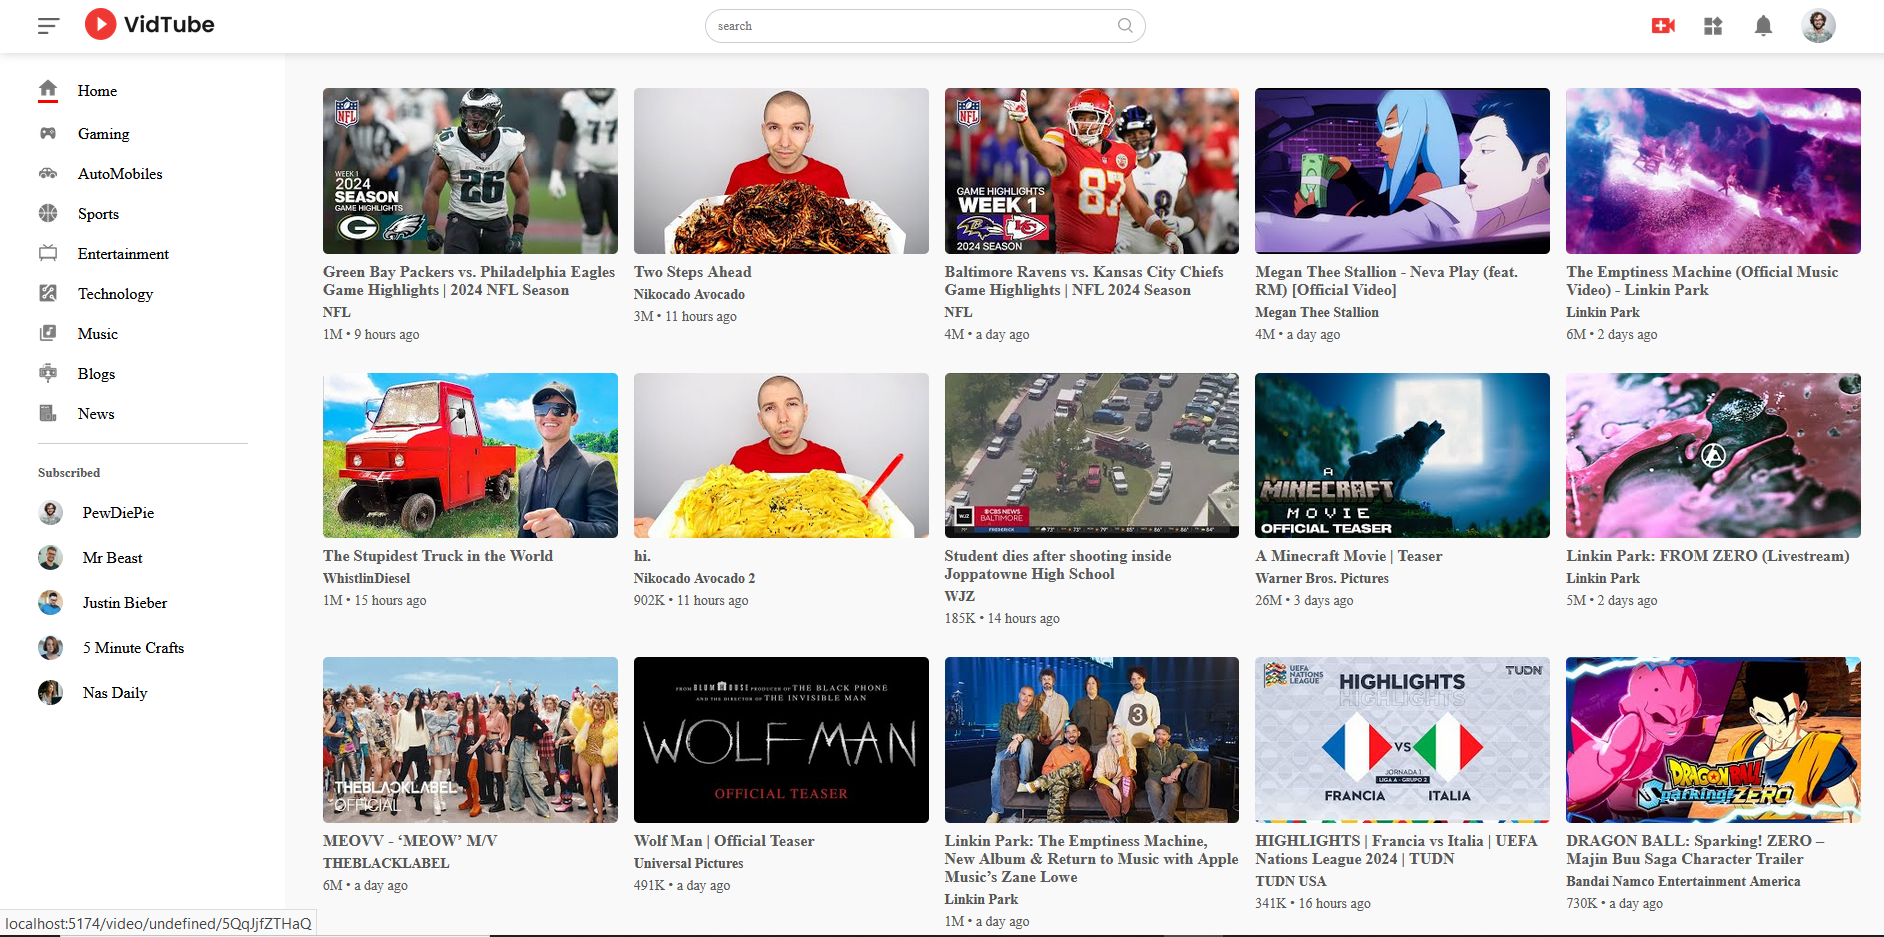 VidTube
search
Home
Gaming
AutoMobiles
Sports
Entertainment
Technology
Music
Blogs
News
Subscribed
PewDiePie
Mr Beast
Justin Bieber
5 Minute Crafts
Nas Daily
NFL
WEEK 1
2024
SEASON
GAME HIGHLIGHTS
26
77
Green Bay Packers vs. Philadelphia Eagles
Game Highlights | 2024 NFL Season
NFL
1M • 9 hours ago
Two Steps Ahead
Nikocado Avocado
3M • 11 hours ago
NFL
GAME HIGHLIGHTS
WEEK 1
2024 SEASON
87
Baltimore Ravens vs. Kansas City Chiefs
Game Highlights | NFL 2024 Season
NFL
4M • a day ago
Megan Thee Stallion - Neva Play (feat.
RM) [Official Video]
Megan Thee Stallion
4M • a day ago
The Emptiness Machine (Official Music
Video) - Linkin Park
Linkin Park
6M • 2 days ago
The Stupidest Truck in the World
WhistlinDiesel
1M • 15 hours ago
hi.
Nikocado Avocado 2
902K • 11 hours ago
WJZ
CBS NEWS
BALTIMORE
FREDERICK
Student dies after shooting inside
Joppatowne High School
WJZ
185K • 14 hours ago
A
MINECRAFT
MOVIE
OFFICIAL TEASER
A Minecraft Movie | Teaser
Warner Bros. Pictures
26M • 3 days ago
Linkin Park: FROM ZERO (Livestream)
Linkin Park
5M • 2 days ago
THEBLACKLABEL
OFFICIAL
MEOVV - ‘MEOW’ M/V
THEBLACKLABEL
6M • a day ago
FROM BLUMHOUSE PRODUCER OF THE BLACK PHONE
AND THE DIRECTOR OF THE INVISIBLE MAN
WOLF MAN
OFFICIAL TEASER
Wolf Man | Official Teaser
Universal Pictures
491K • a day ago
3
Linkin Park: The Emptiness Machine,
New Album & Return to Music with Apple
Music’s Zane Lowe
Linkin Park
1M • a day ago
UEFA
NATIONS
LEAGUE
TUDN
HIGHLIGHTS
HIGHLIGHTS
VS
JORNADA 1
LIGA A - GRUPO 2
FRANCIA
ITALIA
HIGHLIGHTS | Francia vs Italia | UEFA
Nations League 2024 | TUDN
TUDN USA
341K • 16 hours ago
DRAGON BALL
Sparking! ZERO
DRAGON BALL: Sparking! ZERO –
Majin Buu Saga Character Trailer
Bandai Namco Entertainment America
730K • a day ago
localhost:5174/video/undefined/5QqJjfZTHaQ